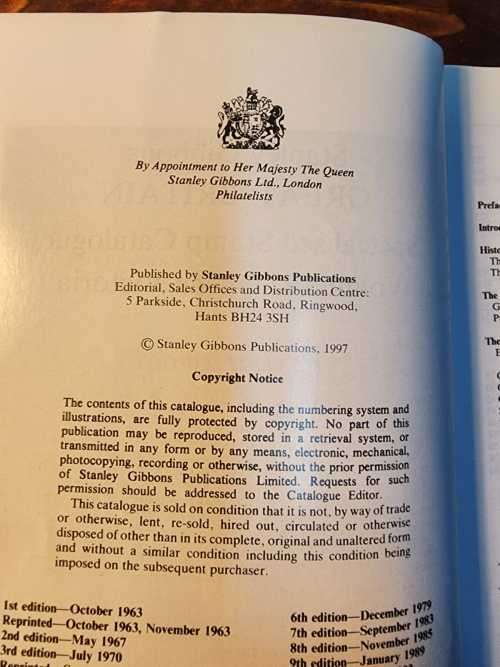 By Appointment to Her Majesty The Queen
Stanley Gibbons Ltd., London
Philatelists
Published by Stanley Gibbons Publications
Editorial, Sales Offices and Distribution Centre:
5 Parkside, Christchurch Road, Ringwood,
Hants BH24 3SH
© Stanley Gibbons Publications, 1997
Copyright Notice
The contents of this catalogue, including the numbering system and
illustrations, are fully protected by copyright. No part of this
publication may be reproduced, stored in a retrieval system, or
transmitted in any form or by any means, electronic, mechanical,
photocopying, recording or otherwise, without the prior permission
of Stanley Gibbons Publications Limited. Requests for such
permission should be addressed to the Catalogue Editor.
This catalogue is sold on condition that it is not, by way of trade
or otherwise, lent, re-sold, hired out, circulated or otherwise
disposed of other than in its complete, original and unaltered form
and without a similar condition including this condition being
imposed on the subsequent purchaser.
1st edition—October 1963
Reprinted—October 1963, November 1963
2nd edition—May 1967
3rd edition—July 1970
6th edition—December 1979
7th edition—September 1983
8th edition—November 1985
9th edition—January 1989
Prefa
Introd
Histo
Th
Th
The
G
P
The